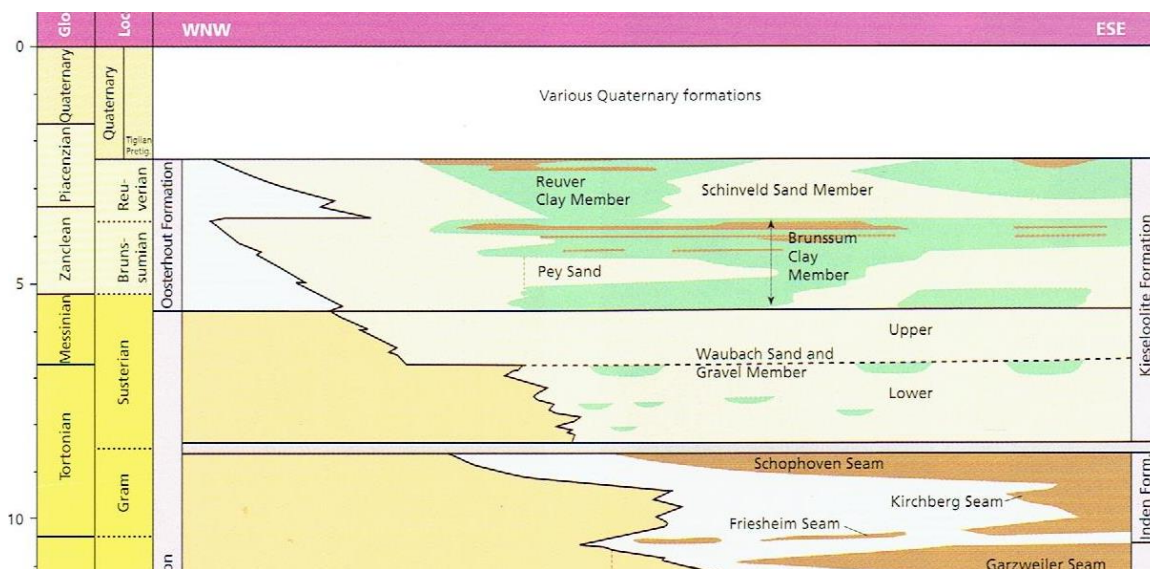 Glo
Loc
WNW
ESE
0
Quaternary
Quaternary
Various Quaternary formations
Tiglian
Pretig.
Piacenzian
Reu-
verian
Oosterhout Formation
Reuver
Clay Member
Schinveld Sand Member
Zanclean
Bruns-
sumian
Brunssum
Clay
Member
Pey Sand
Kieseloolite Formation
5
Messinian
Upper
Waubach Sand and
Gravel Member
Lower
Susterian
Tortonian
Gram
Schophoven Seam
Kirchberg Seam
Friesheim Seam
Inden Form
10
Garzweiler Seam
on